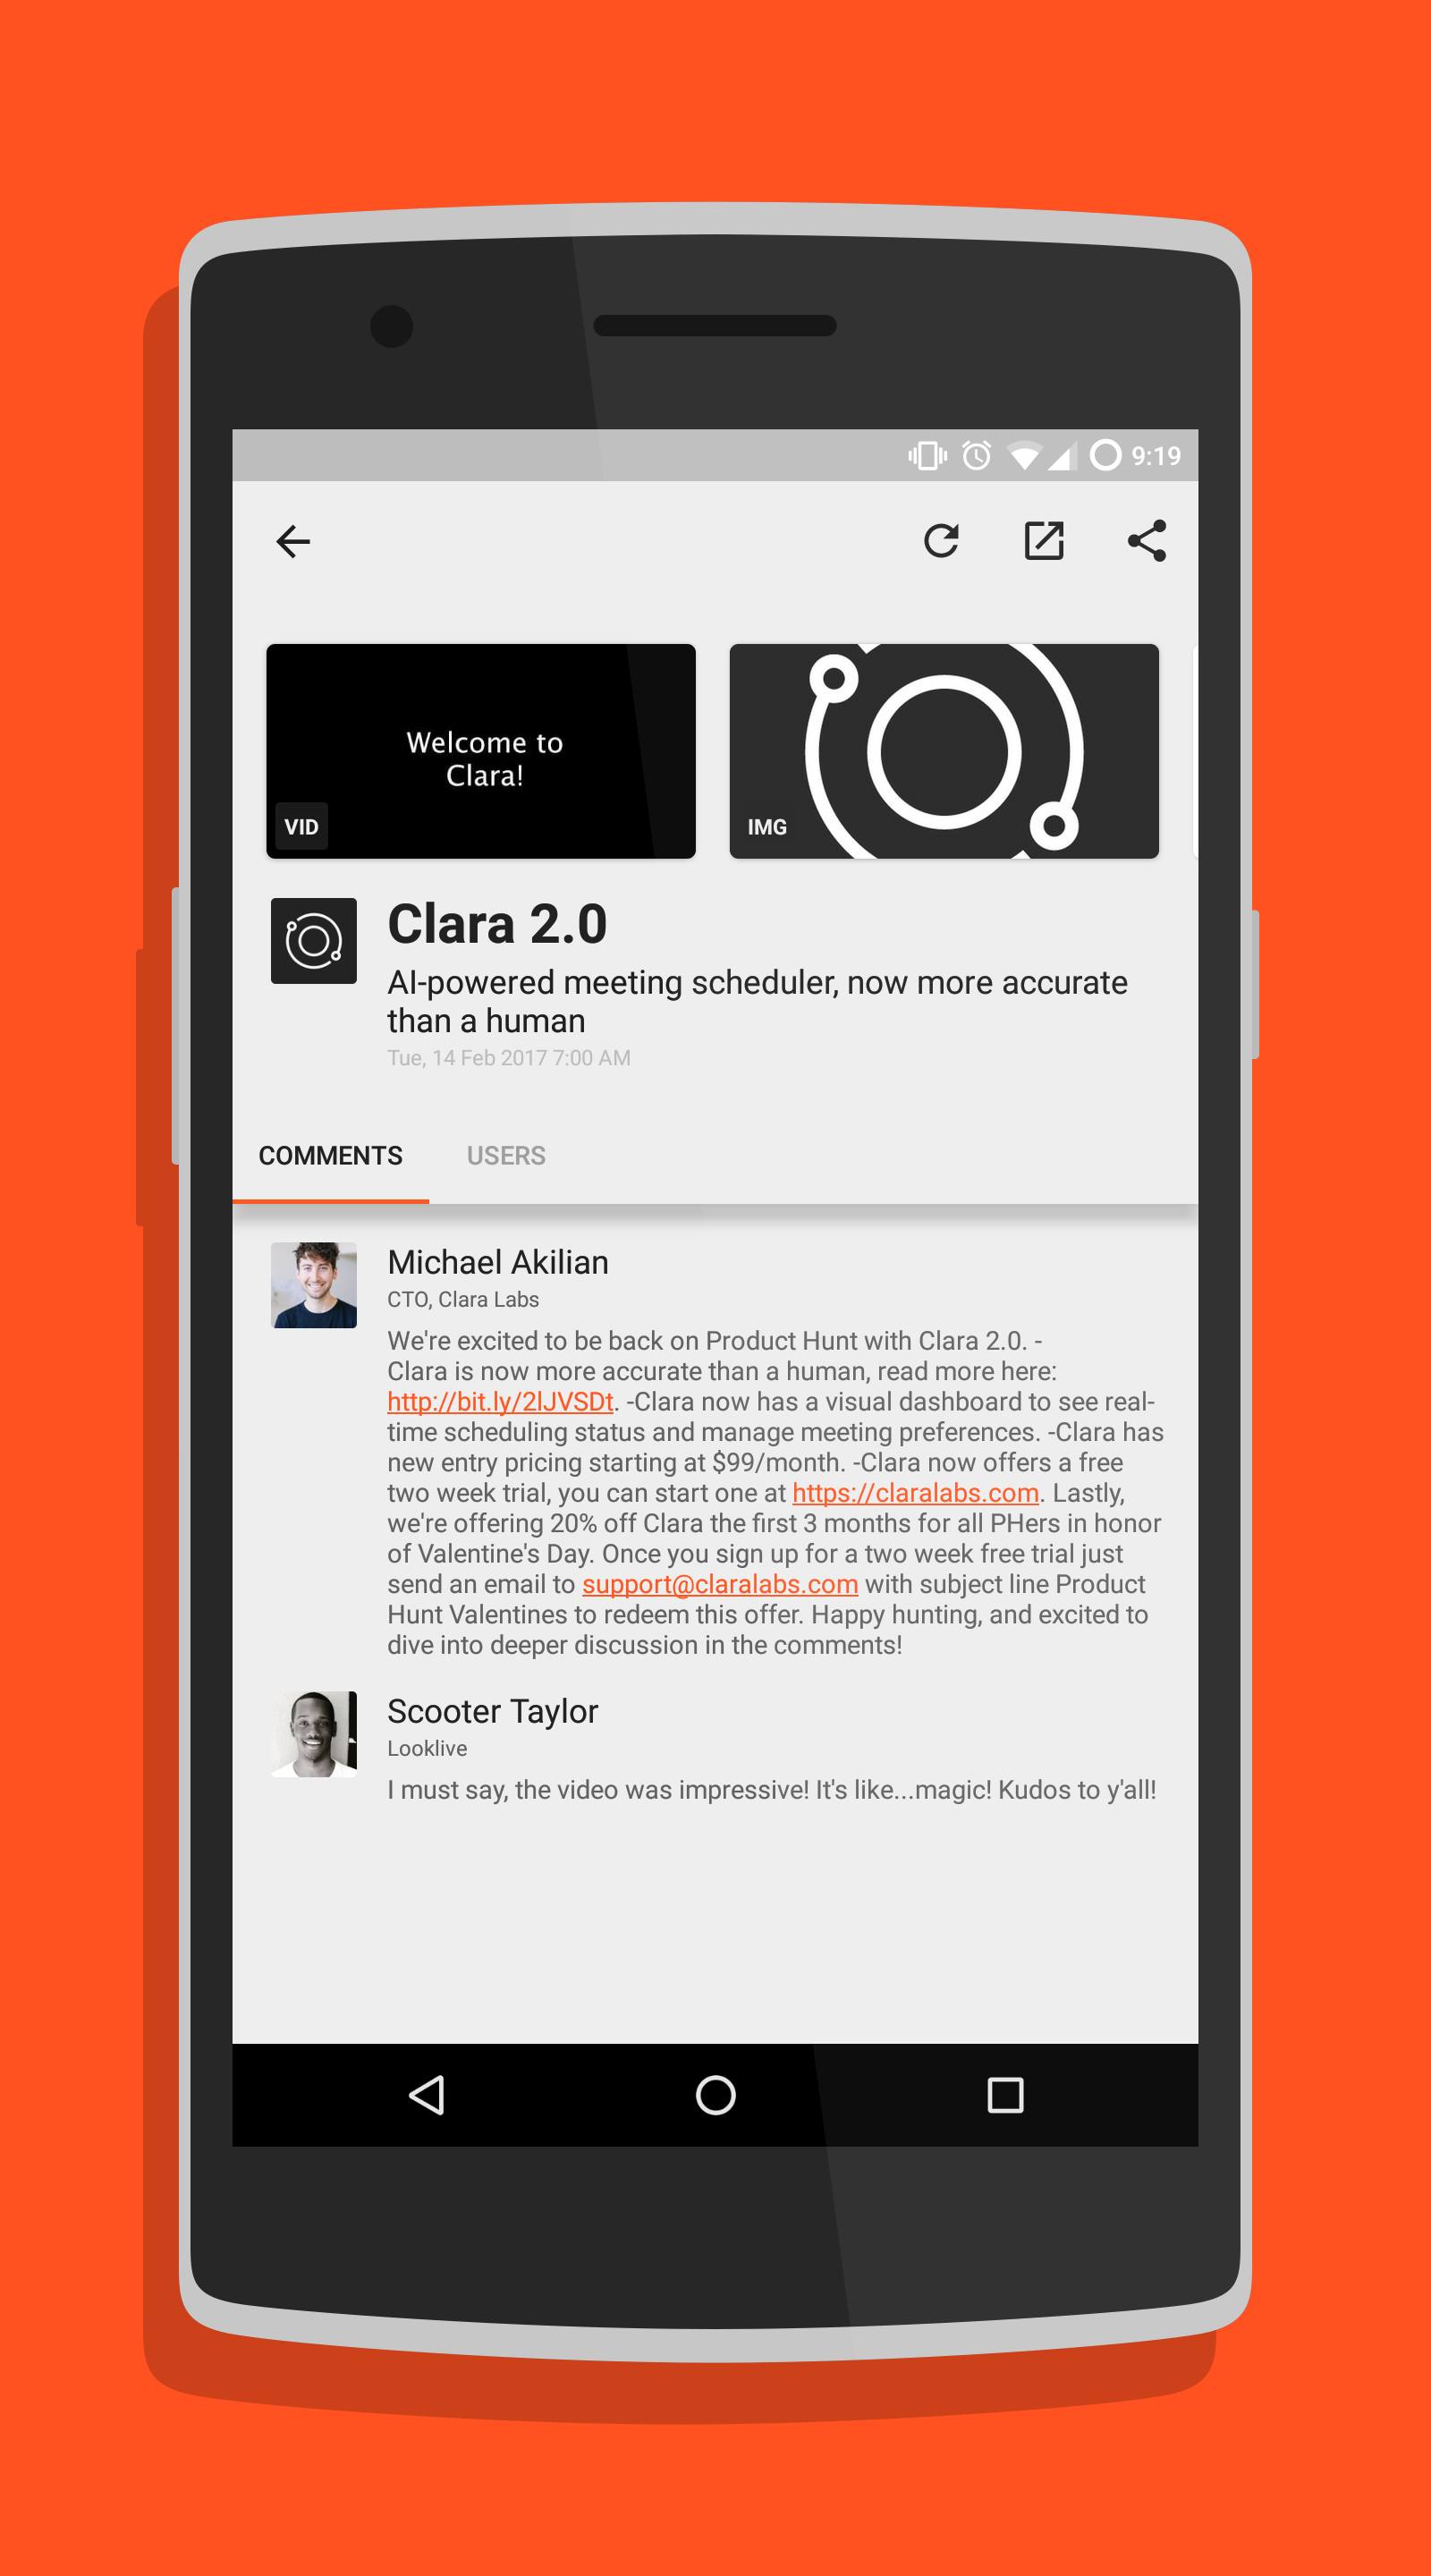 9:19
Welcome to
Clara!
VID
IMG
Clara 2.0
AI-powered meeting scheduler, now more accurate
than a human
Tue, 14 Feb 2017 7:00 AM
COMMENTS USERS
Michael Akilian
CTO, Clara Labs
We're excited to be back on Product Hunt with Clara 2.0. -
Clara is now more accurate than a human, read more here:
http://bit.ly/2lJVSDt. -Clara now has a visual dashboard to see real-
time scheduling status and manage meeting preferences. -Clara has
new entry pricing starting at $99/month. -Clara now offers a free
two week trial, you can start one at https://claralabs.com. Lastly,
we're offering 20% off Clara the first 3 months for all PHers in honor
of Valentine's Day. Once you sign up for a two week free trial just
send an email to support@claralabs.com with subject line Product
Hunt Valentines to redeem this offer. Happy hunting, and excited to
dive into deeper discussion in the comments!
Scooter Taylor
Looklive
I must say, the video was impressive! It's like...magic! Kudos to y'all!